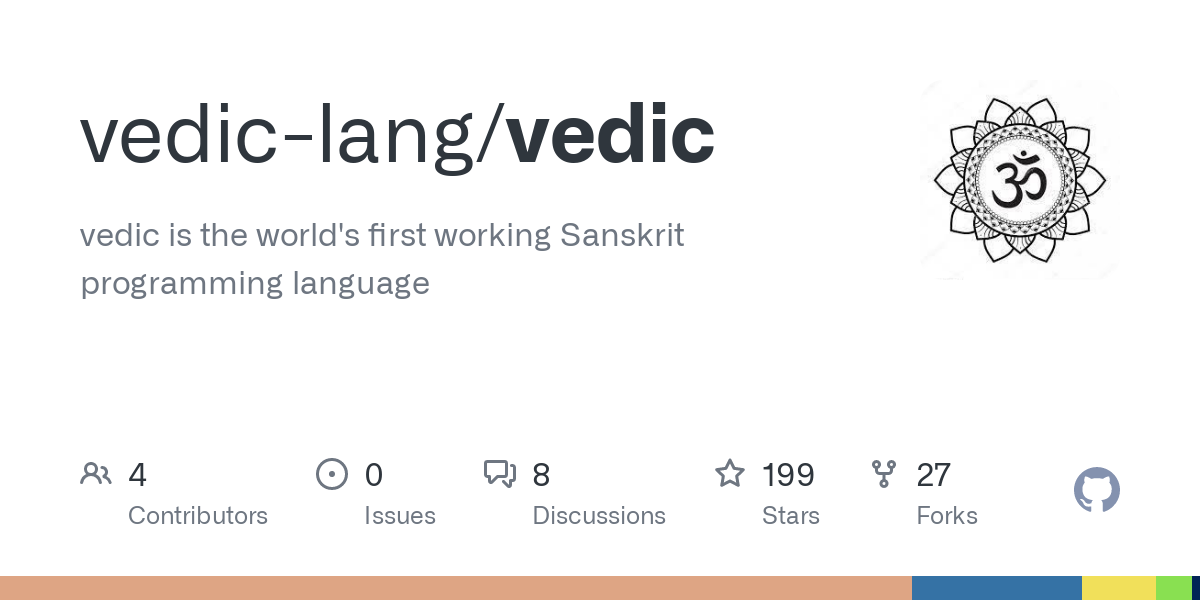 vedic-lang/vedic
ॐ
vedic is the world's first working Sanskrit
programming language
4
Contributors
0
Issues
8
Discussions
199
Stars
27
Forks